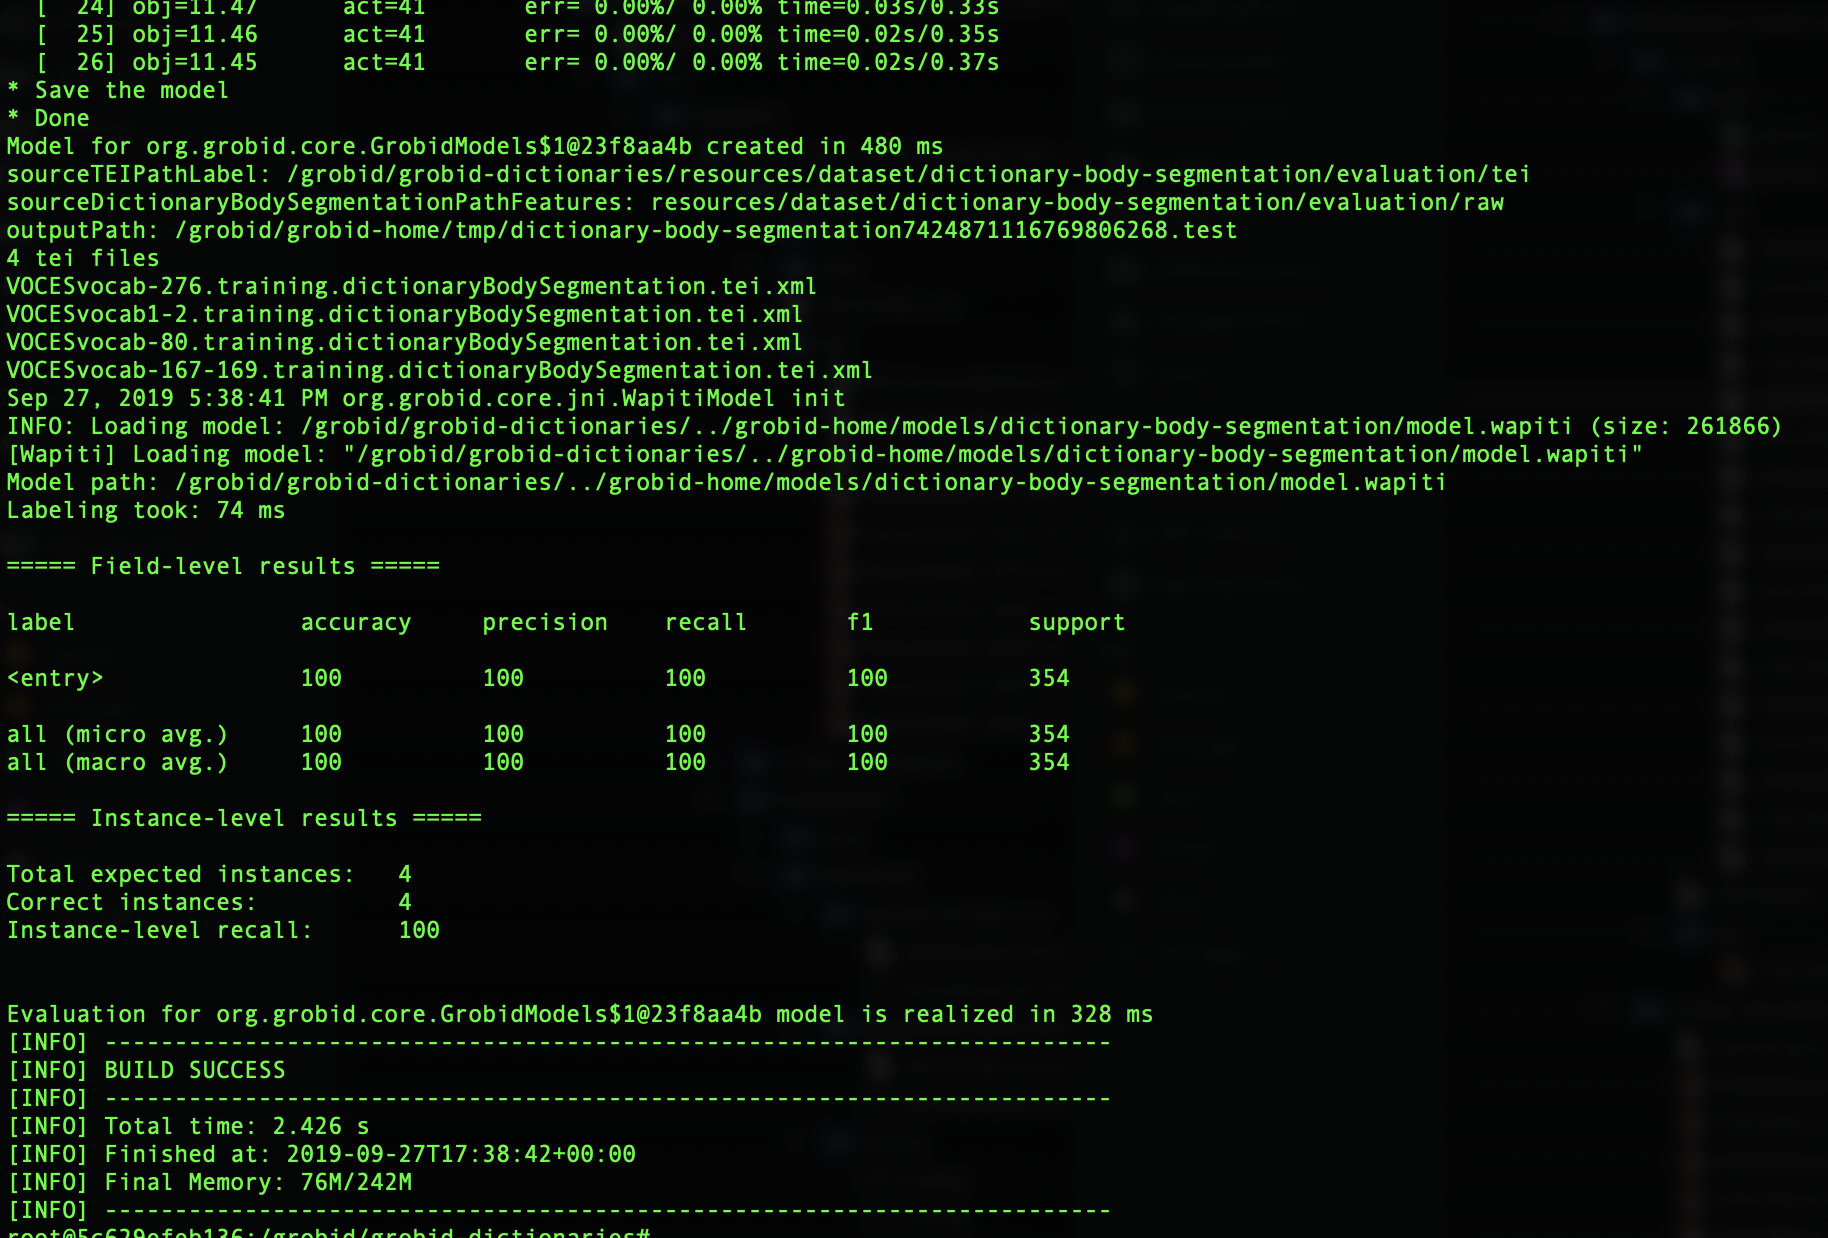 [  24] obj=11.47      act=41       err= 0.00%/ 0.00% time=0.03s/0.33s
[  25] obj=11.46      act=41       err= 0.00%/ 0.00% time=0.02s/0.35s
[  26] obj=11.45      act=41       err= 0.00%/ 0.00% time=0.02s/0.37s
* Save the model
* Done
Model for org.grobid.core.GrobidModels$1@23f8aa4b created in 480 ms
sourceTEIPathLabel: /grobid/grobid-dictionaries/resources/dataset/dictionary-body-segmentation/evaluation/tei
sourceDictionaryBodySegmentationPathFeatures: resources/dataset/dictionary-body-segmentation/evaluation/raw
outputPath: /grobid/grobid-home/tmp/dictionary-body-segmentation7424871116769806268.test
4 tei files
VOCESvocab-276.training.dictionaryBodySegmentation.tei.xml
VOCESvocab1-2.training.dictionaryBodySegmentation.tei.xml
VOCESvocab-80.training.dictionaryBodySegmentation.tei.xml
VOCESvocab-167-169.training.dictionaryBodySegmentation.tei.xml
Sep 27, 2019 5:38:41 PM org.grobid.core.jni.WapitiModel init
INFO: Loading model: /grobid/grobid-dictionaries/../grobid-home/models/dictionary-body-segmentation/model.wapiti (size: 261866)
[Wapiti] Loading model: "/grobid/grobid-dictionaries/../grobid-home/models/dictionary-body-segmentation/model.wapiti"
Model path: /grobid/grobid-dictionaries/../grobid-home/models/dictionary-body-segmentation/model.wapiti
Labeling took: 74 ms
===== Field-level results =====
label                accuracy     precision    recall       f1           support
<entry>              100          100          100          100          354
all (micro avg.)     100          100          100          100          354
all (macro avg.)     100          100          100          100          354
===== Instance-level results =====
Total expected instances:   4
Correct instances:          4
Instance-level recall:      100
Evaluation for org.grobid.core.GrobidModels$1@23f8aa4b model is realized in 328 ms
[INFO] ------------------------------------------------------------------------
[INFO] BUILD SUCCESS
[INFO] ------------------------------------------------------------------------
[INFO] Total time: 2.426 s
[INFO] Finished at: 2019-09-27T17:38:42+00:00
[INFO] Final Memory: 76M/242M
[INFO] ------------------------------------------------------------------------
root@5c629efeb136:/grobid/grobid-dictionaries#